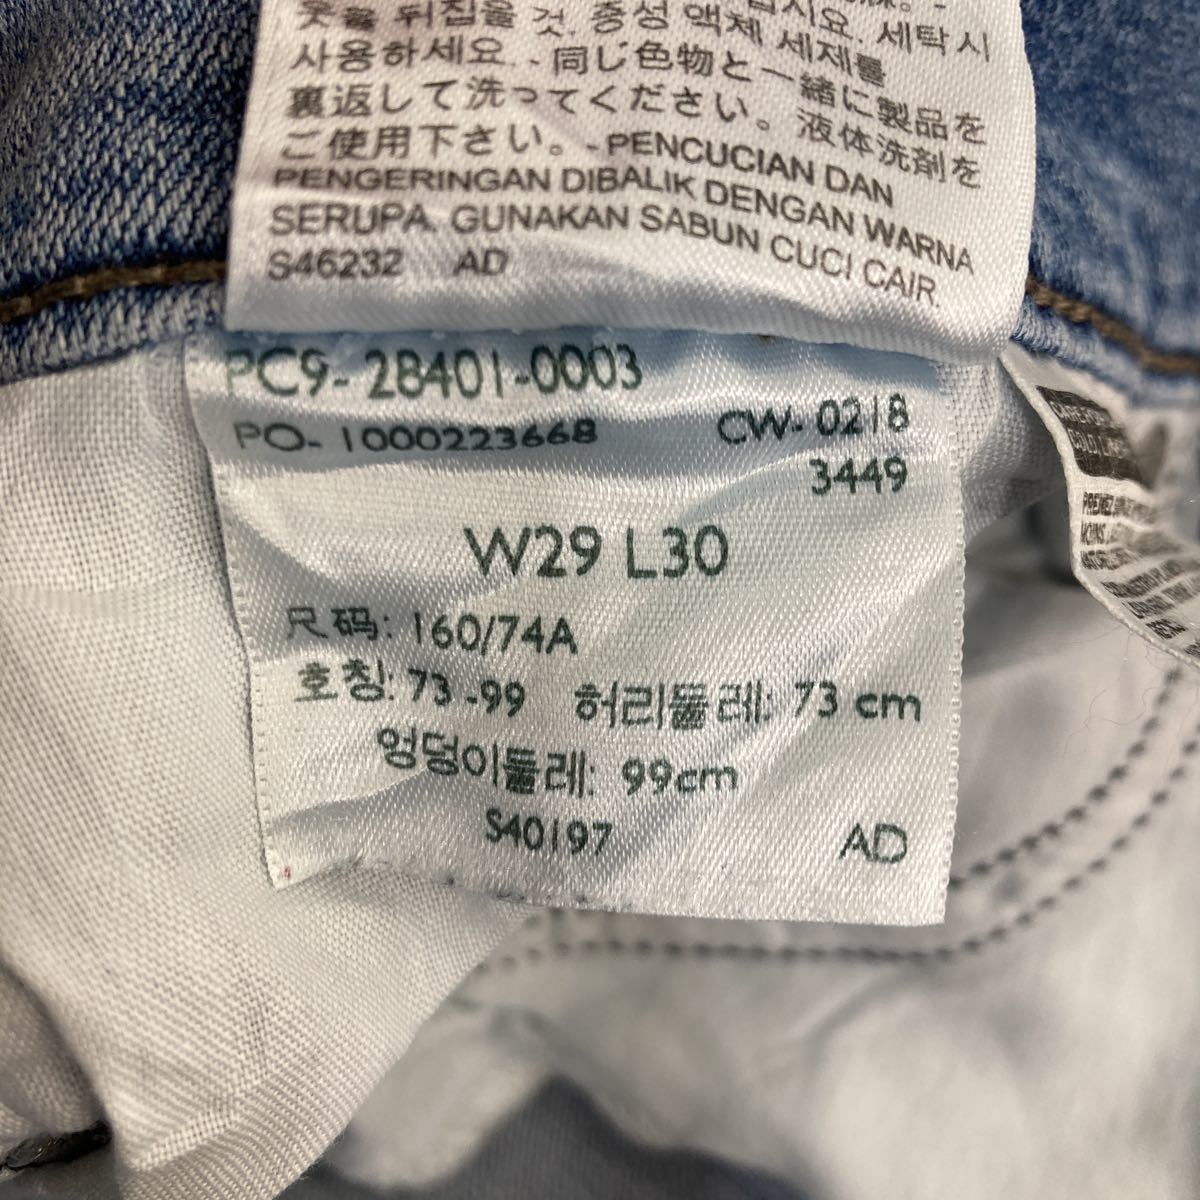 옷을 뒤집을 것. 중성 액체 세제를
사용하세요. - 同じ色物と一緒に製品を
裏返して洗ってください。液体洗剤を
ご使用下さい。- PENCUCIAN DAN
PENGERINGAN DIBALIK DENGAN WARNA
SERUPA. GUNAKAN SABUN CUCI CAIR.
S46232 AD
PC9-28401-0003
PO-1000223668 CW-0218
3449
W29 L30
尺码: 160/74A
호칭: 73-99 허리둘레: 73 cm
엉덩이둘레: 99cm
S40197 AD